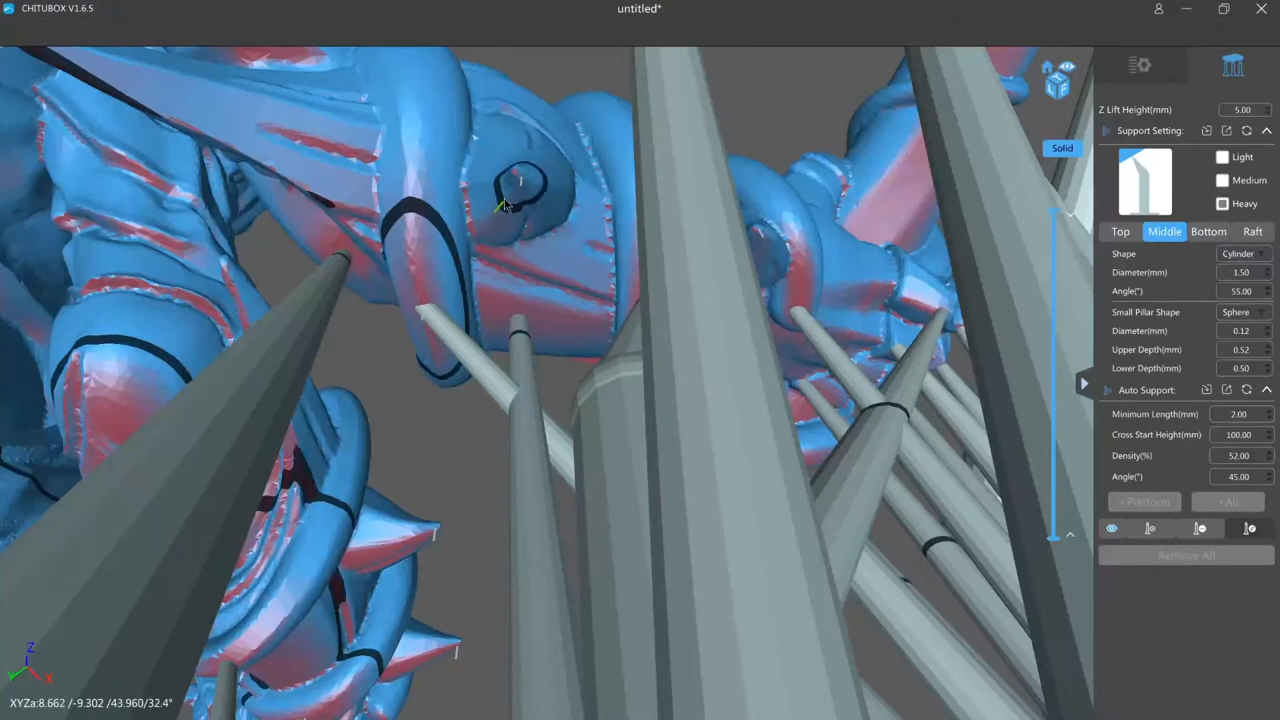 CHITUBOX V1.6.5
untitled*
Z Lift Height(mm) 5.00
Support Setting:
Solid
Light
Medium
Heavy
Top Middle Bottom Raft
Shape Cylinder
Diameter(mm) 1.50
Angle(°) 55.00
Small Pillar Shape Sphere
Diameter(mm) 0.12
Upper Depth(mm) 0.52
Lower Depth(mm) 0.50
Auto Support:
Minimum Length(mm) 2.00
Cross Start Height(mm) 100.00
Density(%) 52.00
Angle(°) 45.00
+Platform +All
Remove All
Z
Y X
XYZa:8.662 /-9.302 /43.960/32.4°